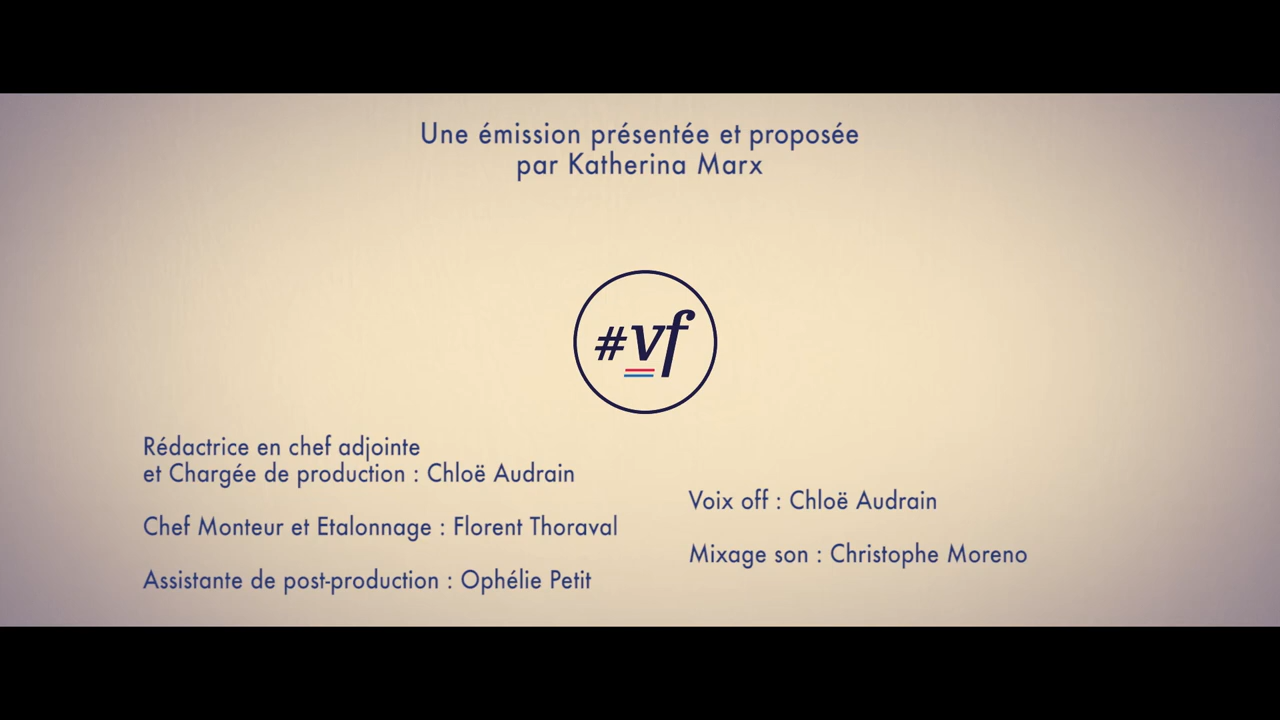 Une émission présentée et proposée
par Katherina Marx
#vf
Rédactrice en chef adjointe
et Chargée de production : Chloë Audrain
Chef Monteur et Etalonnage : Florent Thoraval
Assistante de post-production : Ophélie Petit
Voix off : Chloë Audrain
Mixage son : Christophe Moreno